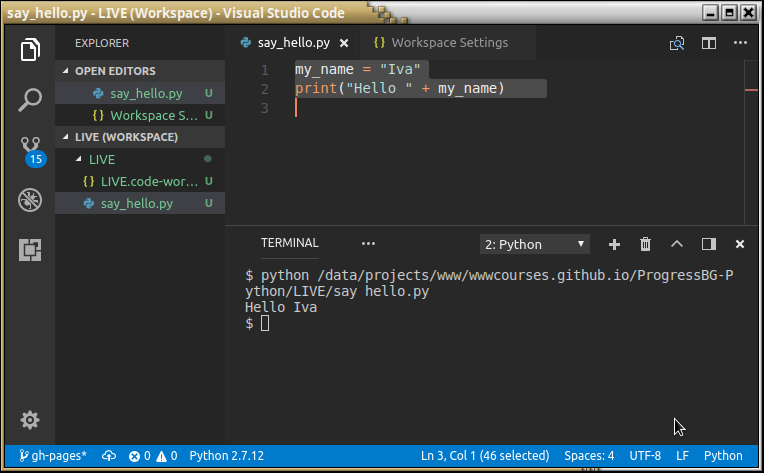 say_hello.py - LIVE (Workspace) - Visual Studio Code
EXPLORER
OPEN EDITORS
say_hello.py U
{} Workspace S... U
LIVE (WORKSPACE)
LIVE
{} LIVE.code-wor... U
say_hello.py U
15
say_hello.py ×
{} Workspace Settings
1 my_name = "Iva"
2 print("Hello " + my_name)
3
TERMINAL ... 2: Python
$ python /data/projects/www/wwwcourses.github.io/ProgressBG-P
ython/LIVE/say hello.py
Hello Iva
$
gh-pages* 0 0 Python 2.7.12 Ln 3, Col 1 (46 selected) Spaces: 4 UTF-8 LF Python